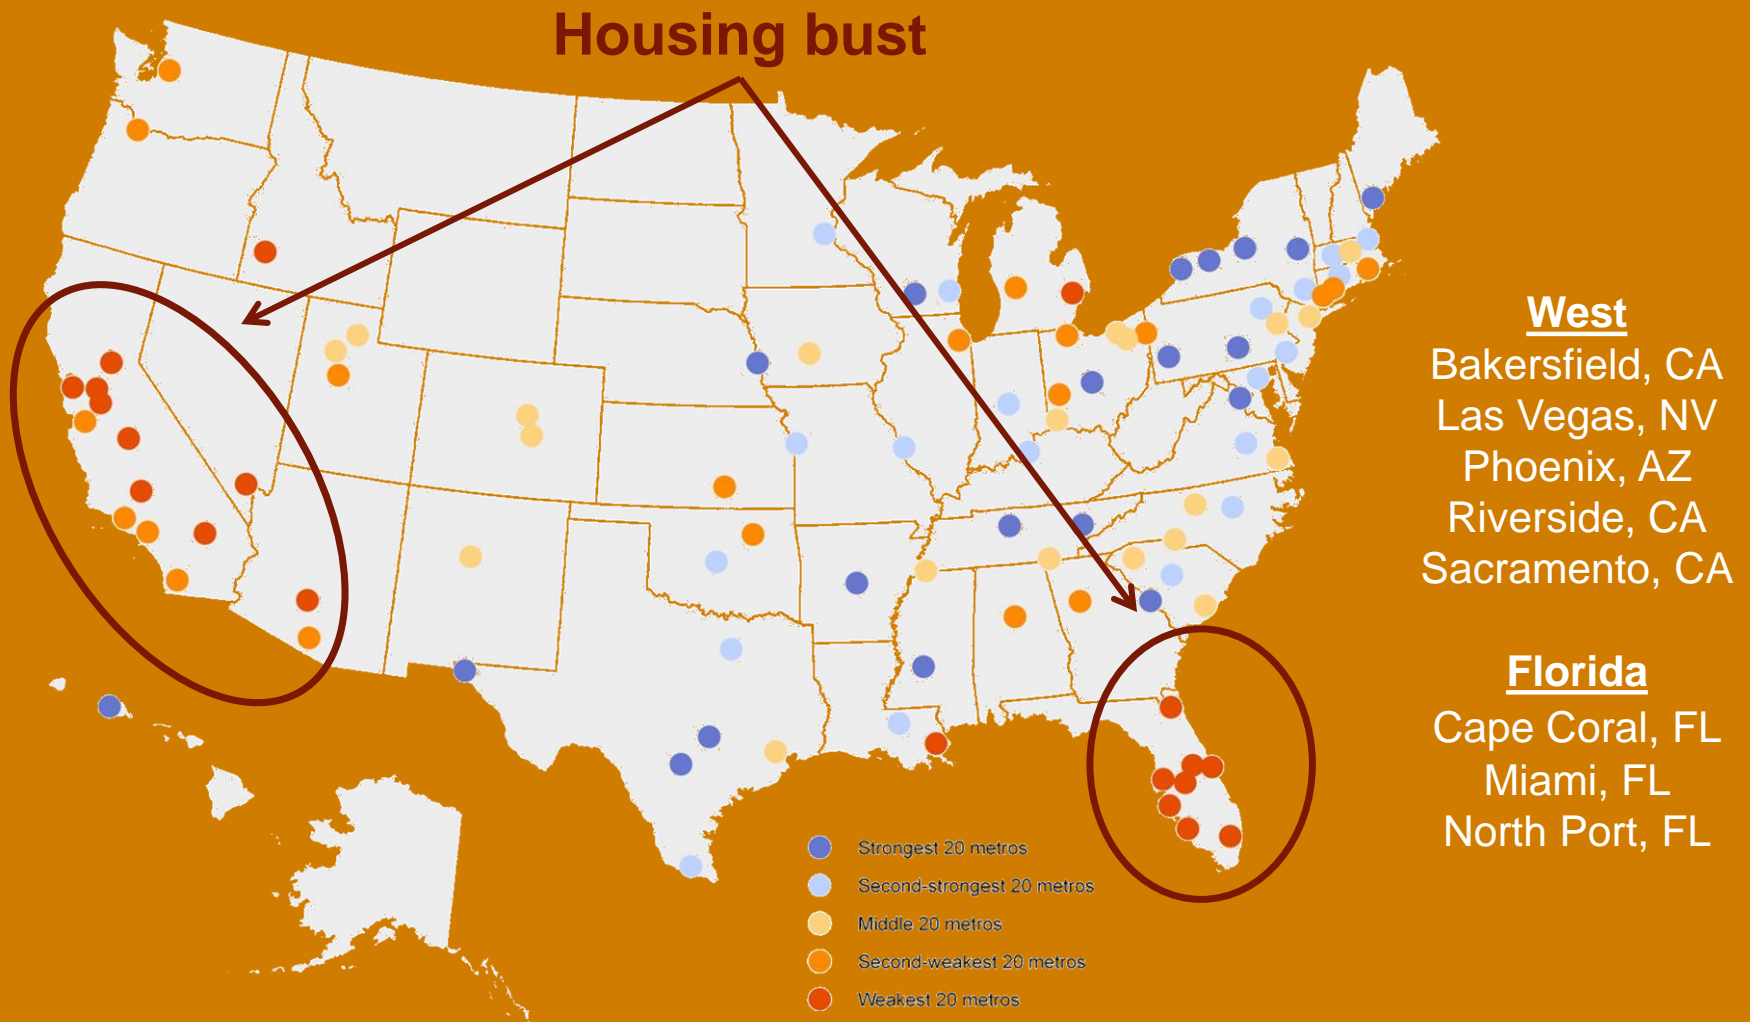 Housing bust
West
Bakersfield, CA
Las Vegas, NV
Phoenix, AZ
Riverside, CA
Sacramento, CA
Florida
Cape Coral, FL
Miami, FL
North Port, FL
Strongest 20 metros
Second-strongest 20 metros
Middle 20 metros
Second-weakest 20 metros
Weakest 20 metros